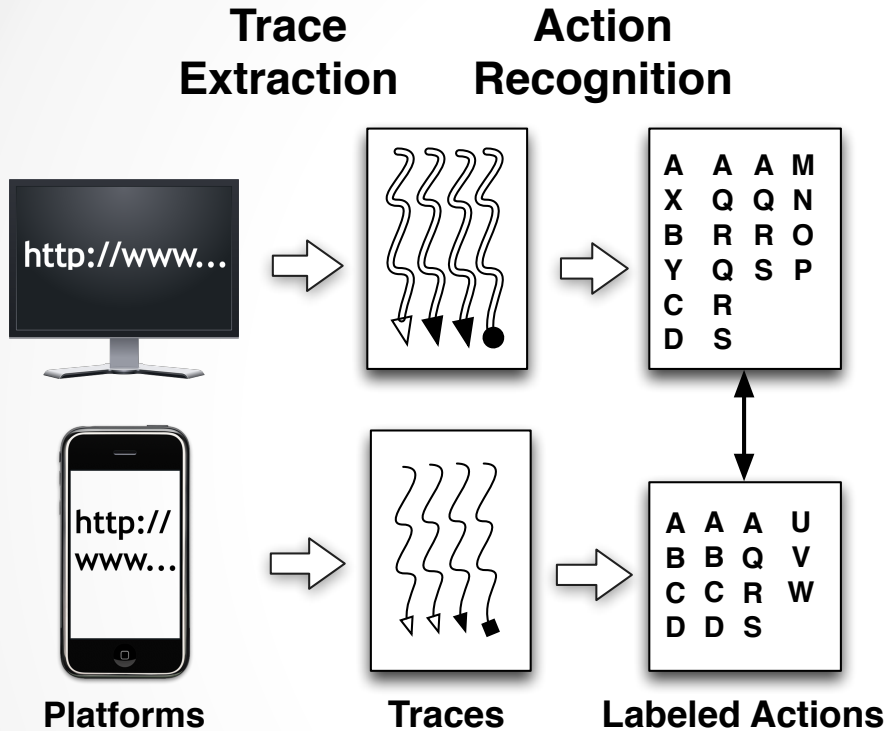 Trace Action
Extraction Recognition
http://www...
A A A M
X Q Q N
B R R O
Y Q S P
C R
D S
http://
www...
A A A U
B B Q V
C C R W
D D S
Platforms Traces Labeled Actions